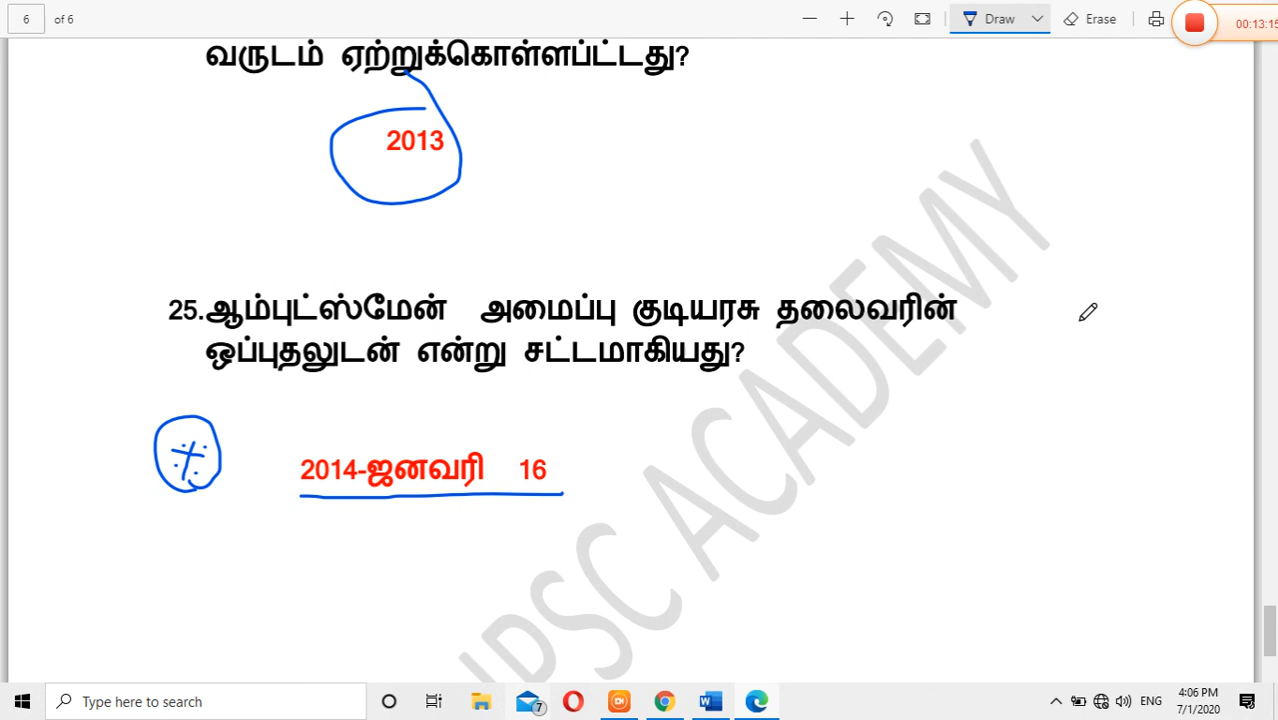 6 of 6
Draw
Erase
00:13:15
வருடம் ஏற்றுக்கொள்ளப்ட்டது?
2013
25.ஆம்புட்ஸ்மேன் அமைப்பு குடியரசு தலைவரின்
ஒப்புதலுடன் என்று சட்டமாகியது?
2014-ஜனவரி 16
PSC ACADEMY
Type here to search
7
ENG
4:06 PM
7/1/2020